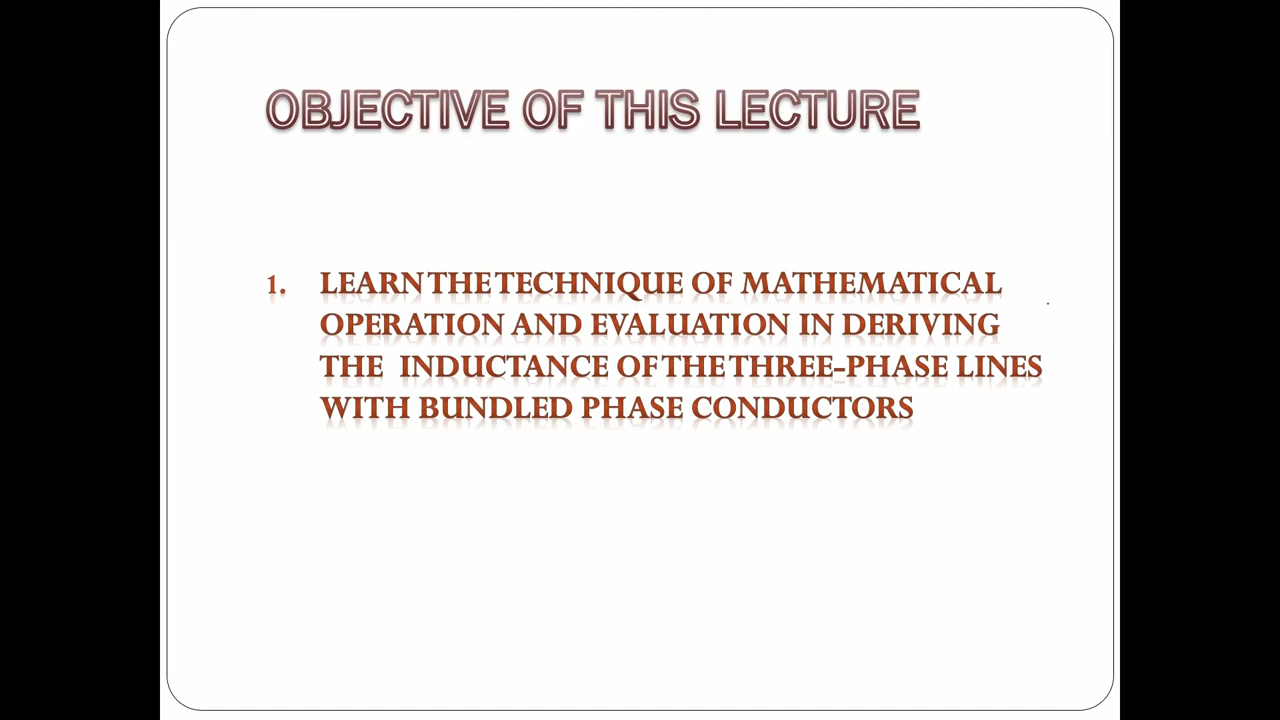 OBJECTIVE OF THIS LECTURE
1. LEARN THE TECHNIQUE OF MATHEMATICAL
OPERATION AND EVALUATION IN DERIVING
THE INDUCTANCE OF THE THREE-PHASE LINES
WITH BUNDLED PHASE CONDUCTORS